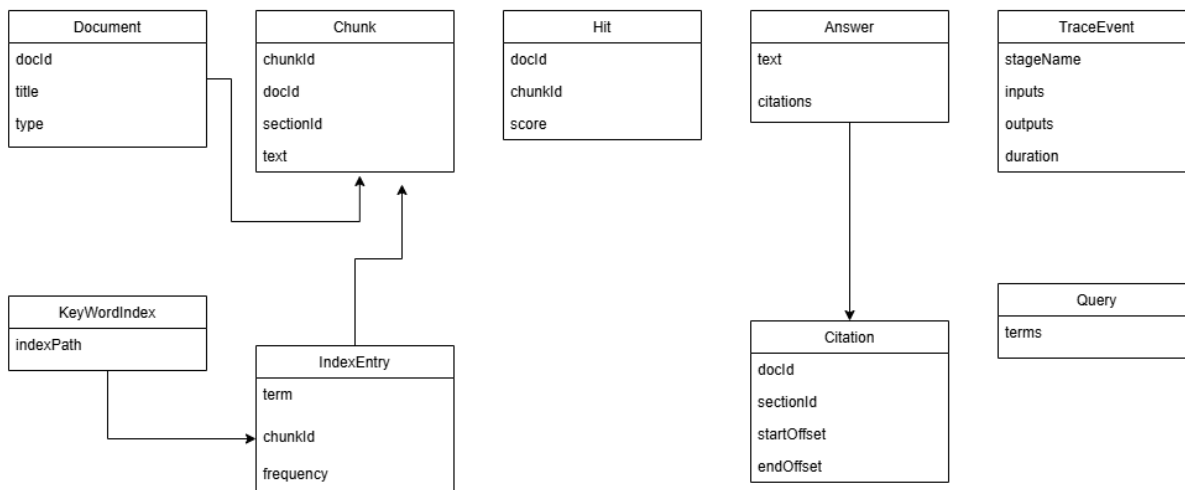 Document
docId
title
type
Chunk
chunkId
docId
sectionId
text
Hit
docId
chunkId
score
Answer
text
citations
TraceEvent
stageName
inputs
outputs
duration
KeyWordIndex
indexPath
IndexEntry
term
chunkId
frequency
Citation
docId
sectionId
startOffset
endOffset
Query
terms